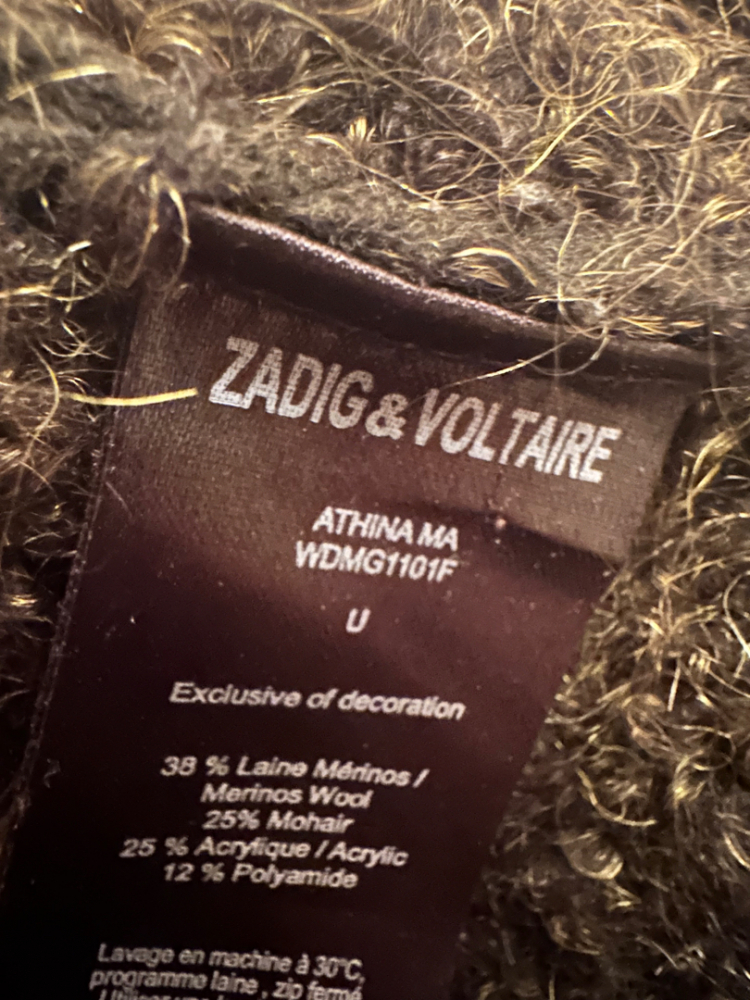 ZADIG&VOLTAIRE
ATHINA MA
WDMG1101F
U
Exclusive of decoration
38 % Laine Mérinos /
Merinos Wool
25% Mohair
25 % Acrylique / Acrylic
12 % Polyamide
Lavage en machine à 30°C,
programme laine , zip fermé